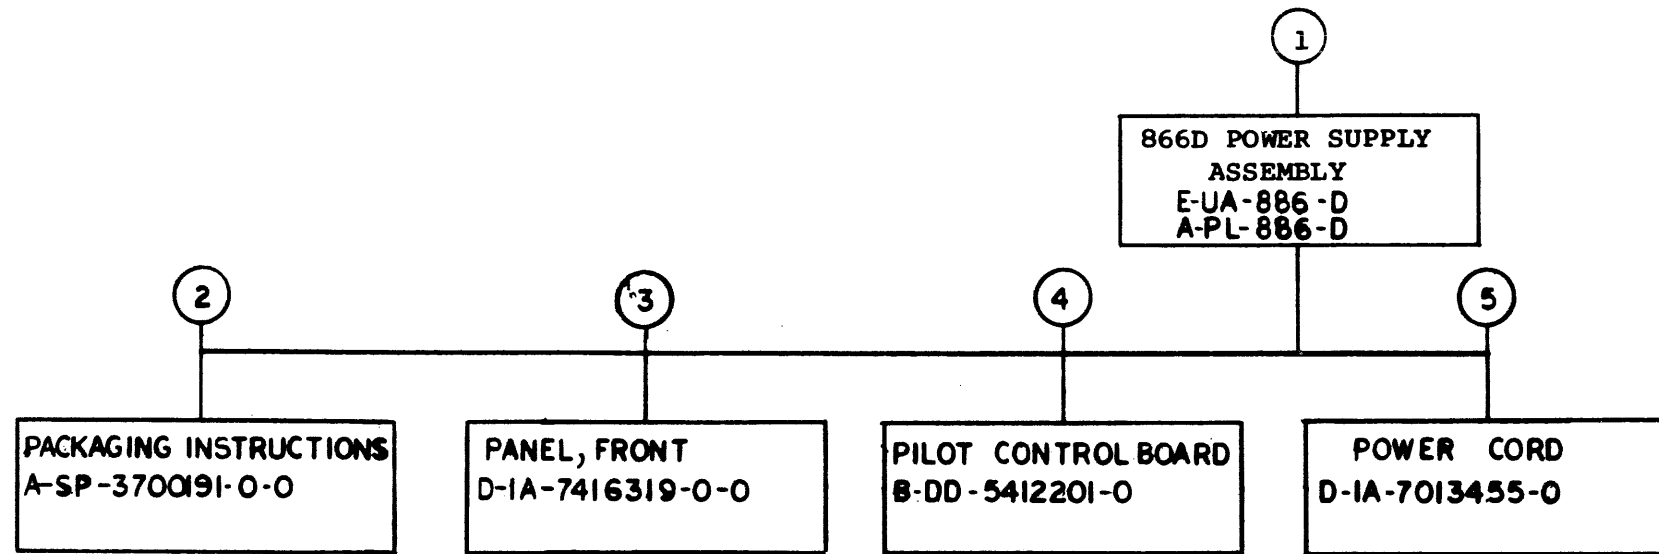 1
866D POWER SUPPLY
ASSEMBLY
E-UA-886-D
A-PL-886-D
2
3
4
5
PACKAGING INSTRUCTIONS
A-SP-3700191-0-0
PANEL, FRONT
D-IA-7416319-0-0
PILOT CONTROL BOARD
B-DD-5412201-0
POWER CORD
D-IA-7013455-0